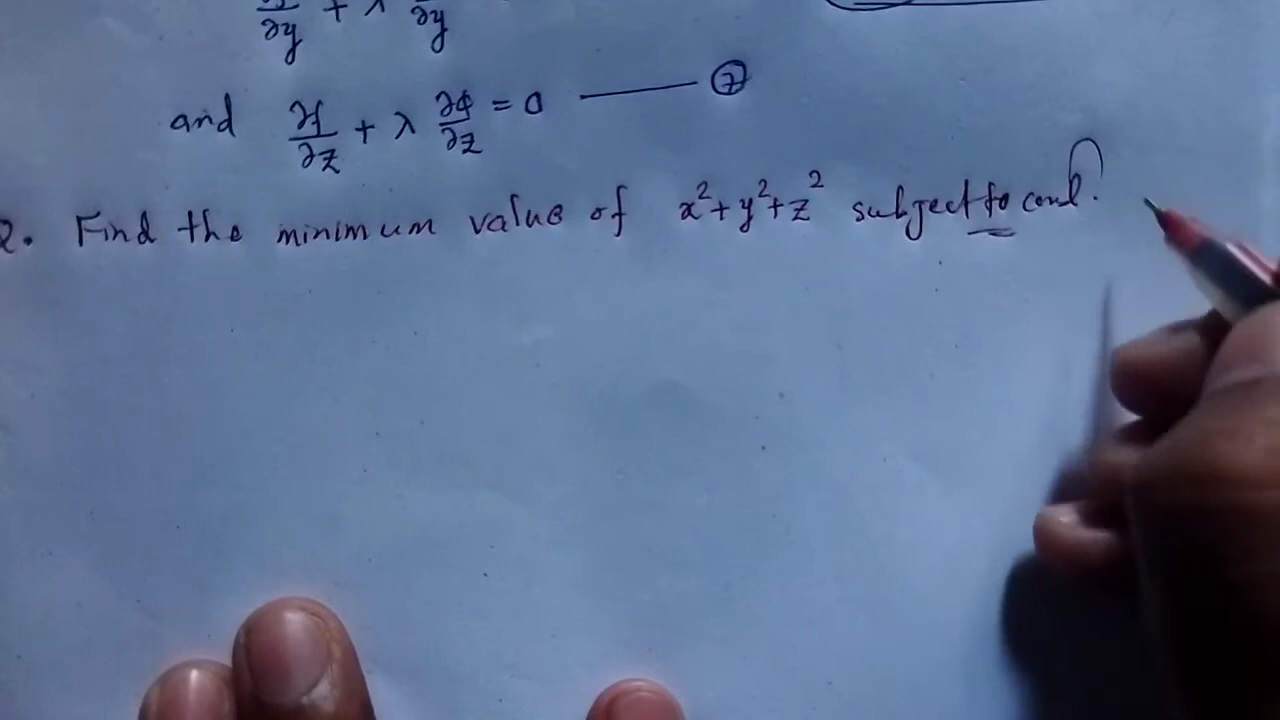 ∂y + λ ∂y
and ∂f/∂z + λ ∂φ/∂z = 0 —— ⑦
2. Find the minimum value of x²+y²+z² subject to cond.